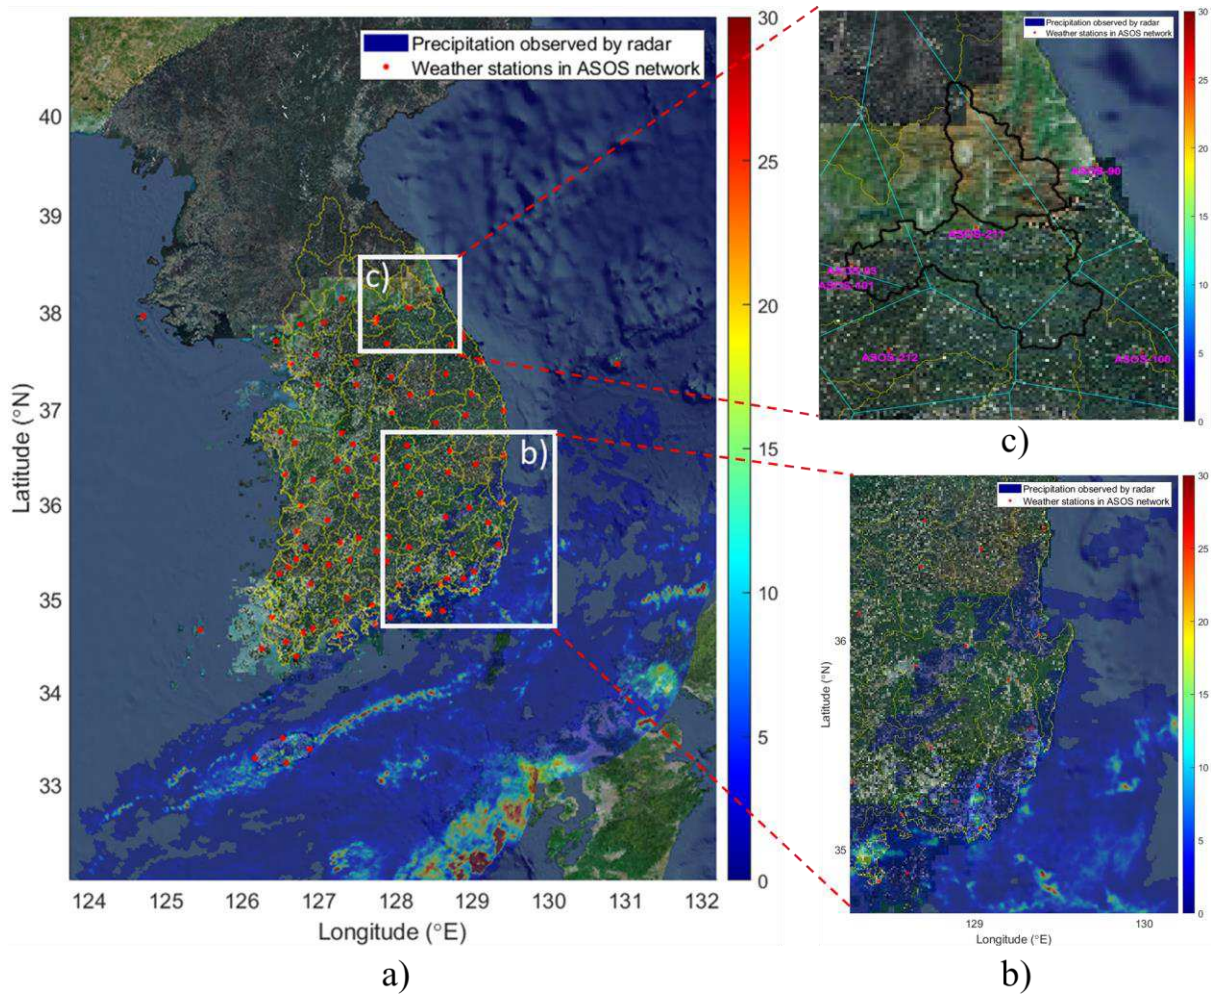 Precipitation observed by radar
Weather stations in ASOS network
40
39
38
37
36
35
34
33
Latitude (°N)
124
125
126
127
128
129
130
131
132
Longitude (°E)
30
25
20
15
10
5
0
c)
b)
a)
Precipitation observed by radar
Weather stations in ASOS network
ASOS-90
ASOS-211
ASOS-101
ASOS-212
ASOS-100
30
25
20
15
10
5
0
c)
Precipitation observed by radar
Weather stations in ASOS network
36
35
Latitude (°N)
129
130
Longitude (°E)
30
25
20
15
10
5
0
b)